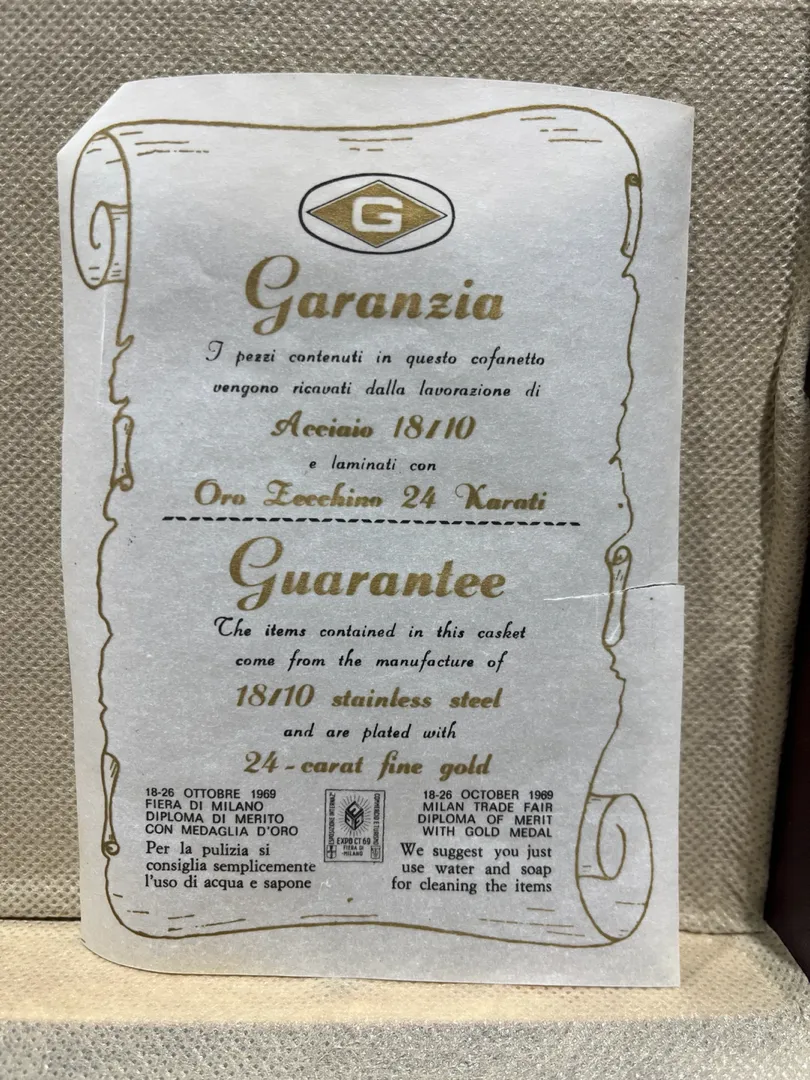 G
Garanzia
I pezzi contenuti in questo cofanetto
vengono ricavati dalla lavorazione di
Acciaio 18/10
e laminati con
Oro Zecchino 24 Karati
Guarantee
The items contained in this casket
come from the manufacture of
18/10 stainless steel
and are plated with
24-carat fine gold
18-26 OTTOBRE 1969
FIERA DI MILANO
DIPLOMA DI MERITO
CON MEDAGLIA D'ORO
Per la pulizia si
consiglia semplicemente
l'uso di acqua e sapone
EXPO CT 69
FIERA DI
MILANO
18-26 OCTOBER 1969
MILAN TRADE FAIR
DIPLOMA OF MERIT
WITH GOLD MEDAL
We suggest you just
use water and soap
for cleaning the items